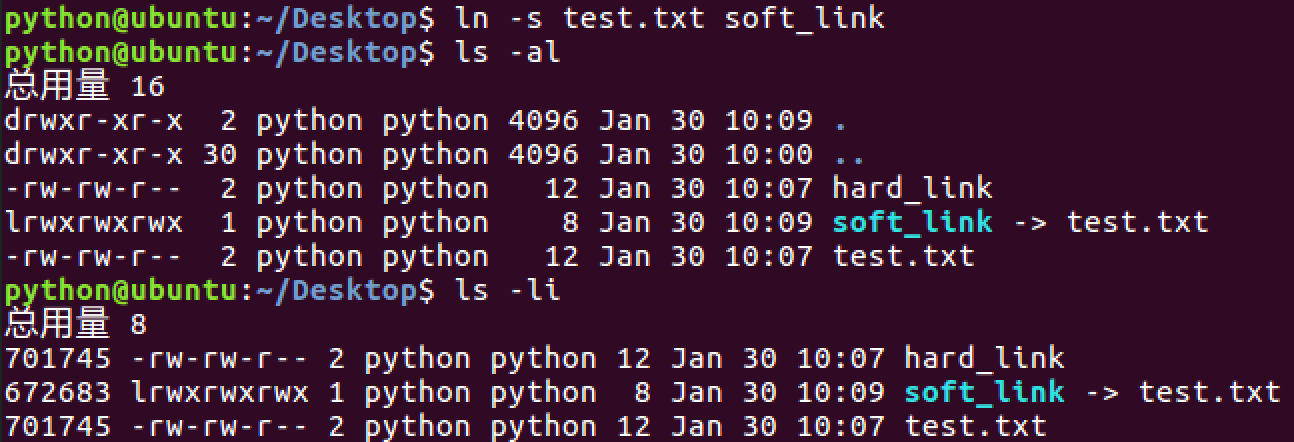 python@ubuntu:~/Desktop$ ln -s test.txt soft_link
python@ubuntu:~/Desktop$ ls -al
总用量 16
drwxr-xr-x  2 python python 4096 Jan 30 10:09 .
drwxr-xr-x 30 python python 4096 Jan 30 10:00 ..
-rw-rw-r--  2 python python   12 Jan 30 10:07 hard_link
lrwxrwxrwx  1 python python    8 Jan 30 10:09 soft_link -> test.txt
-rw-rw-r--  2 python python   12 Jan 30 10:07 test.txt
python@ubuntu:~/Desktop$ ls -li
总用量 8
701745 -rw-rw-r-- 2 python python 12 Jan 30 10:07 hard_link
672683 lrwxrwxrwx 1 python python  8 Jan 30 10:09 soft_link -> test.txt
701745 -rw-rw-r-- 2 python python 12 Jan 30 10:07 test.txt